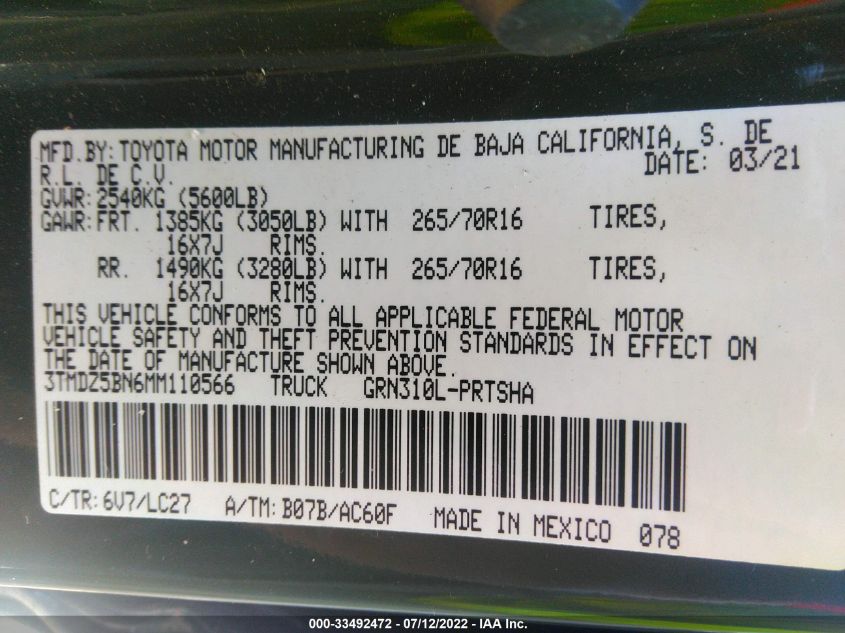 MFD.BY:TOYOTA MOTOR MANUFACTURING DE BAJA CALIFORNIA, S. DE
R.L. DE C.V. DATE: 03/21
GVWR:2540KG (5600LB)
GAWR:FRT. 1385KG (3050LB) WITH 265/70R16 TIRES,
16X7J RIMS.
RR. 1490KG (3280LB) WITH 265/70R16 TIRES,
16X7J RIMS.
THIS VEHICLE CONFORMS TO ALL APPLICABLE FEDERAL MOTOR
VEHICLE SAFETY AND THEFT PREVENTION STANDARDS IN EFFECT ON
THE DATE OF MANUFACTURE SHOWN ABOVE.
3TMDZ5BN6MM110566 TRUCK GRN310L-PRTSHA
C/TR:6V7/LC27 A/TM:B07B/AC60F MADE IN MEXICO 078
000-33492472 - 07/12/2022 - IAA Inc.